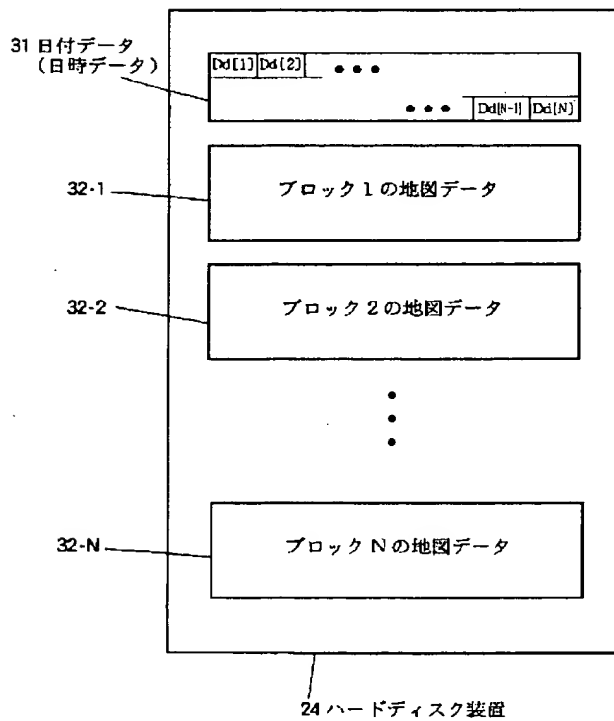 31 日付データ
(日時データ)
Dd[1] Dd[2] ● ● ●
● ● ● Dd[N-1] Dd[N]
32-1
ブロック1の地図データ
32-2
ブロック2の地図データ
32-N
ブロックNの地図データ
24 ハードディスク装置